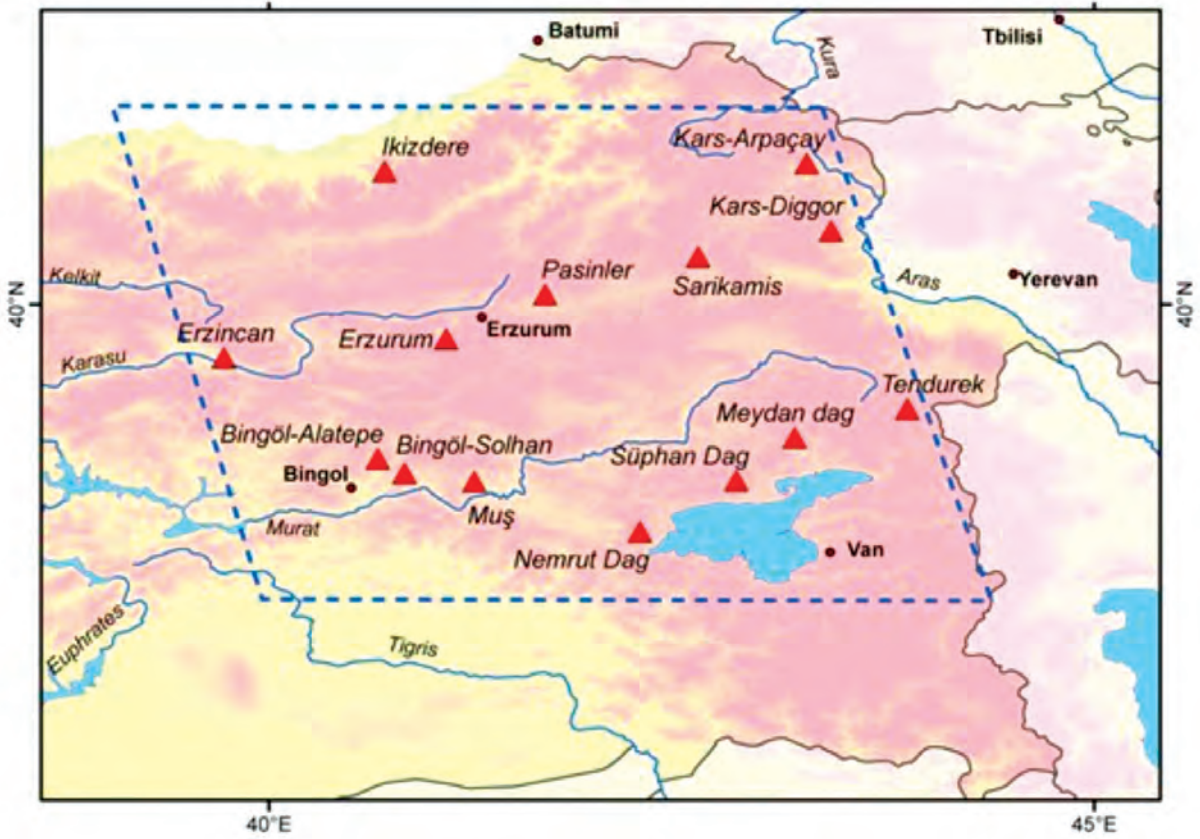 Batumi
Tbilisi
Kura
Ikizdere
Kars-Arpaçay
Kars-Diggor
Kelkit
Pasinler
Sarikamis
Aras
Yerevan
40°N
40°N
Erzincan
Erzurum
Erzurum
Karasu
Tendurek
Meydan dag
Bingöl-Alatepe
Bingöl-Solhan
Süphan Dag
Bingol
Murat
Muş
Nemrut Dag
Van
Euphrates
Tigris
40°E
45°E